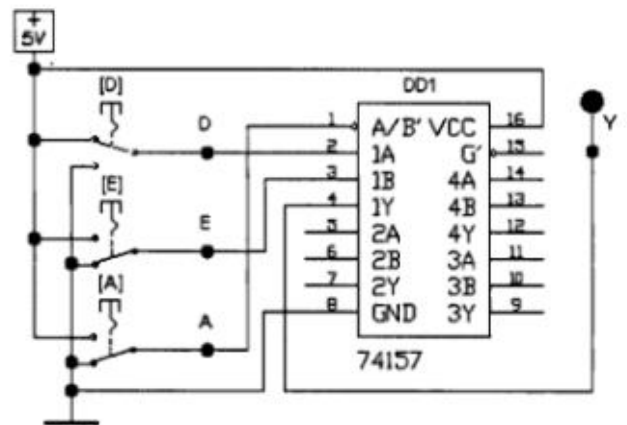 +
5V
[D]
D
[E]
E
[A]
A
DD1
1 A/B' VCC 16
2 1A G' 15
3 1B 4A 14
4 1Y 4B 13
5 2A 4Y 12
6 2B 3A 11
7 2Y 3B 10
8 GND 3Y 9
74157
Y